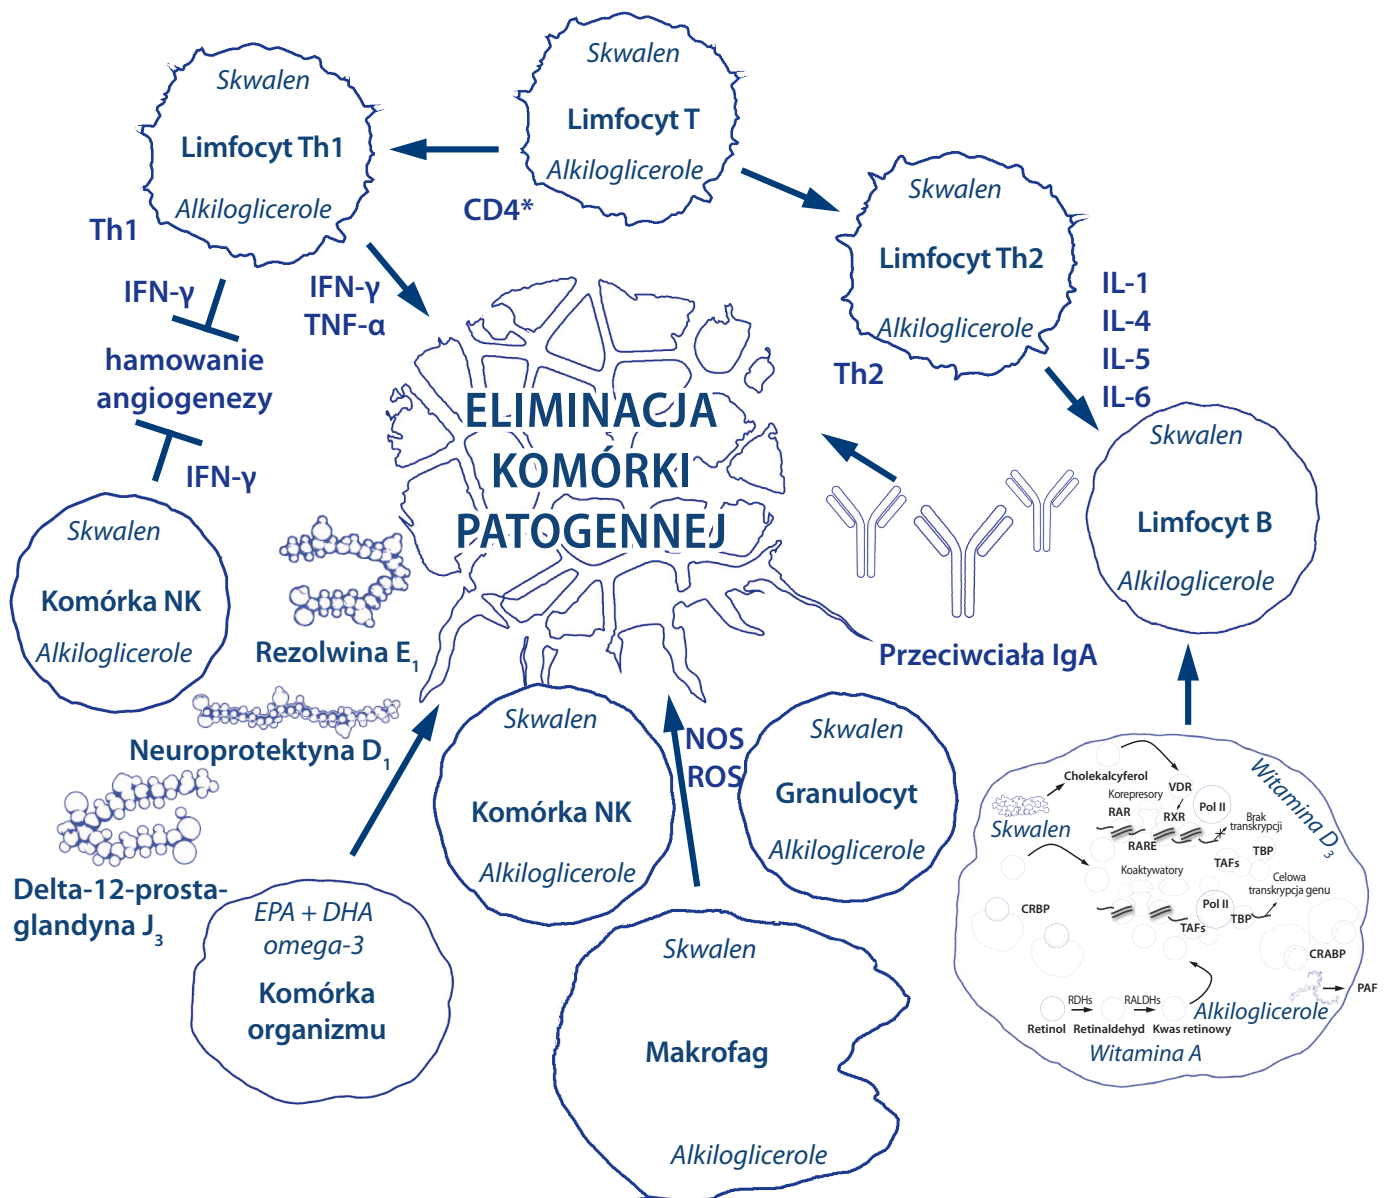 Skwalen
Limfocyt T
Alkiloglicerole
CD4*
Skwalen
Limfocyt Th1
Alkiloglicerole
Th1
IFN-γ
IFN-γ
TNF-α
hamowanie
angiogenezy
IFN-γ
Skwalen
Limfocyt Th2
Alkiloglicerole
Th2
IL-1
IL-4
IL-5
IL-6
ELIMINACJA
KOMÓRKI
PATOGENNEJ
Skwalen
Limfocyt B
Alkiloglicerole
Przeciwciała IgA
Skwalen
Komórka NK
Alkiloglicerole
Rezolwina E1
Neuroprotektyna D1
Delta-12-prosta-
glandyna J3
EPA + DHA
omega-3
Komórka
organizmu
Skwalen
Komórka NK
Alkiloglicerole
NOS
ROS
Skwalen
Granulocyt
Alkiloglicerole
Skwalen
Makrofag
Alkiloglicerole
Witamina D3
Cholekalcyferol
Skwalen
VDR
Korepresory
Pol II
RAR
RXR
Brak
transkrypcji
RARE
TBP
TAFs
Koaktywatory
Celowa
transkrypcja genu
Pol II
TBP
CRBP
TAFs
CRABP
PAF
Alkiloglicerole
RDHs
RALDHs
Retinol
Retinaldehyd
Kwas retinowy
Witamina A